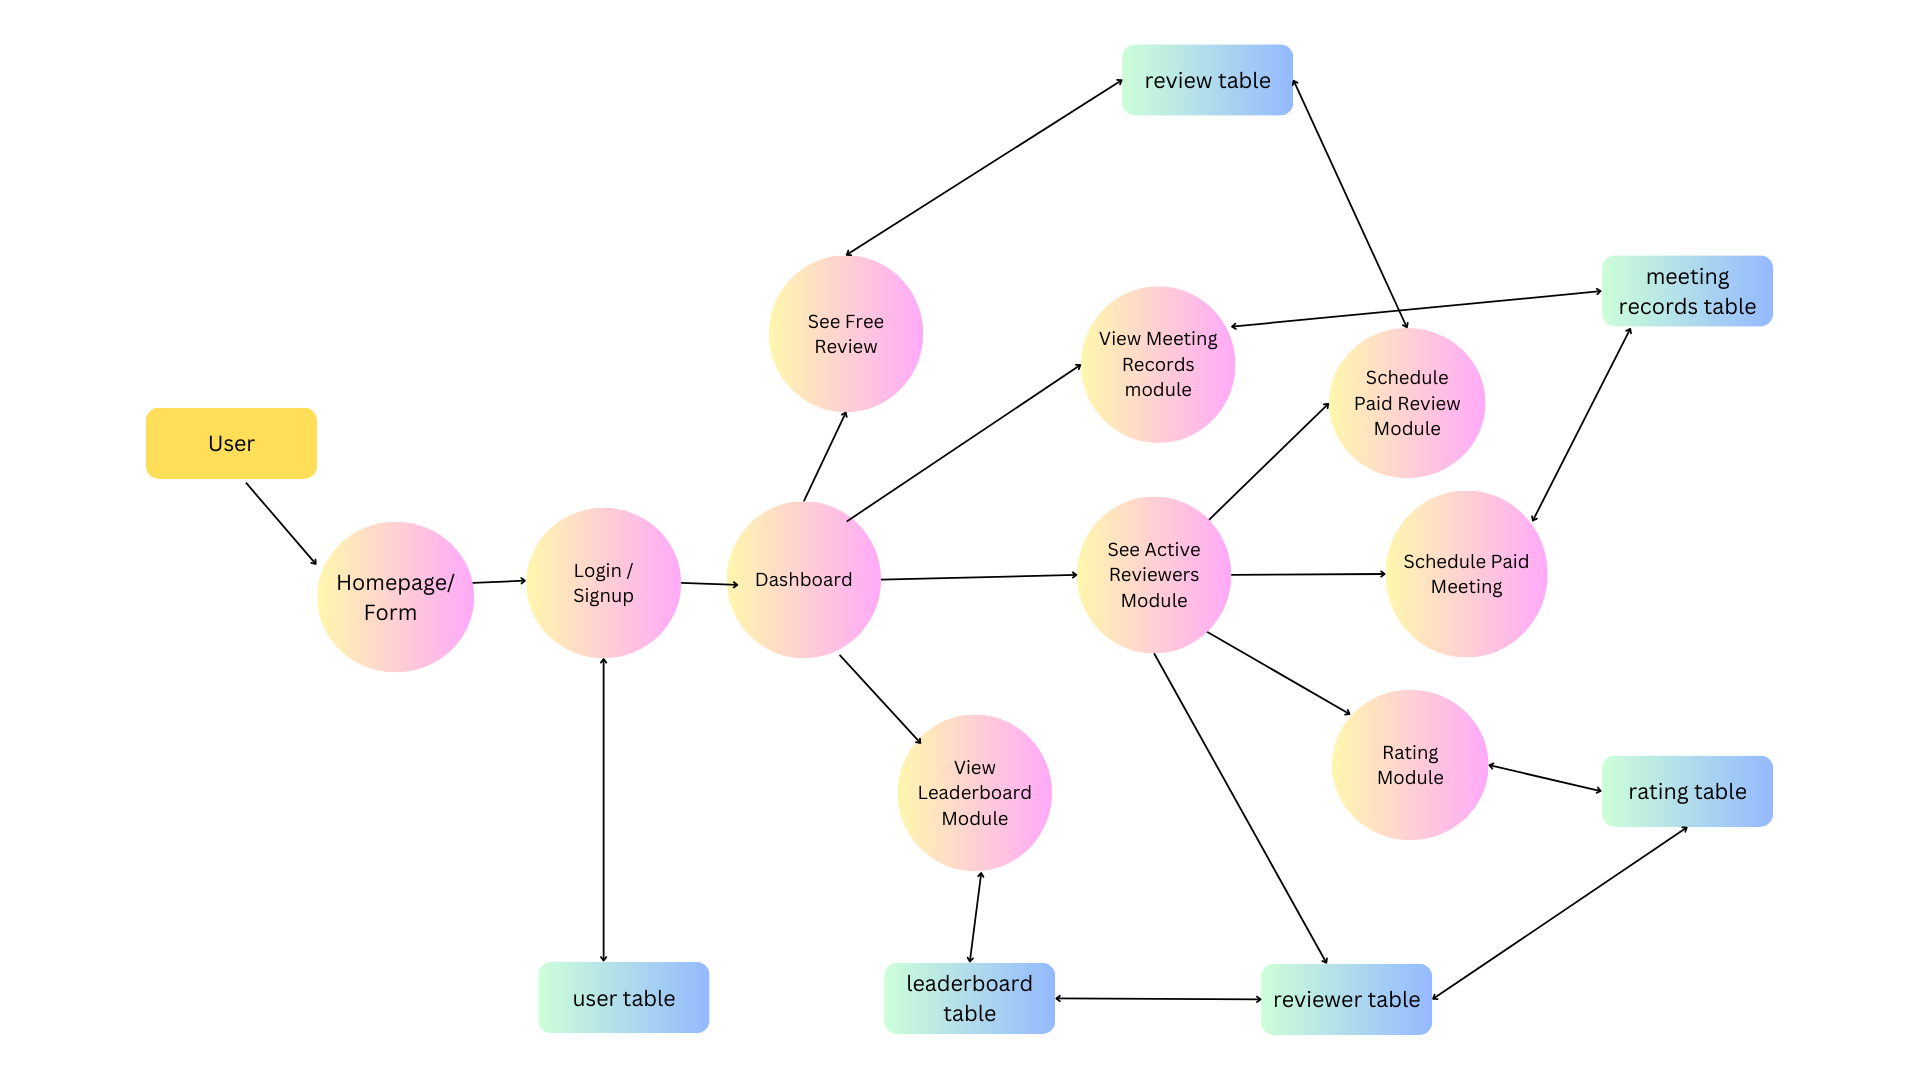 review table
meeting
records table
See Free
Review
View Meeting
Records
module
Schedule
Paid Review
Module
User
Homepage/
Form
Login /
Signup
Dashboard
See Active
Reviewers
Module
Schedule Paid
Meeting
View
Leaderboard
Module
Rating
Module
rating table
user table
leaderboard
table
reviewer table